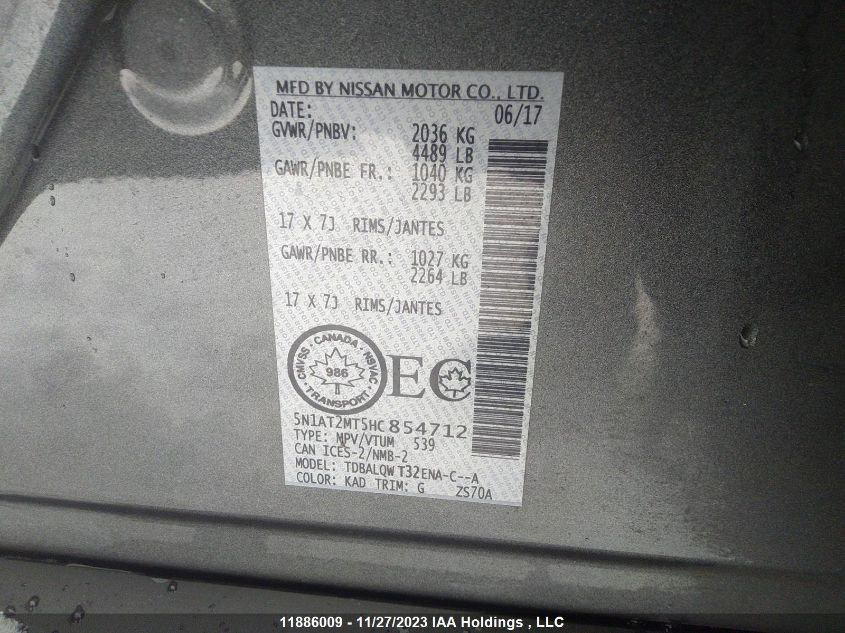 MFD BY NISSAN MOTOR CO., LTD.
DATE: 06/17
GVWR/PNBV: 2036 KG
4489 LB
GAWR/PNBE FR.: 1040 KG
2293 LB
17 X 7J RIMS/JANTES
GAWR/PNBE RR.: 1027 KG
2264 LB
17 X 7J RIMS/JANTES
CANADA
CMVSS · NSVAC
986
TRANSPORT
EC
5N1AT2MT5HC854712
TYPE: MPV/VTUM 539
CAN ICES-2/NMB-2
MODEL: TDBALQW T32ENA-C--A
COLOR: KAD TRIM: G ZS70A
11886009 - 11/27/2023 IAA Holdings , LLC